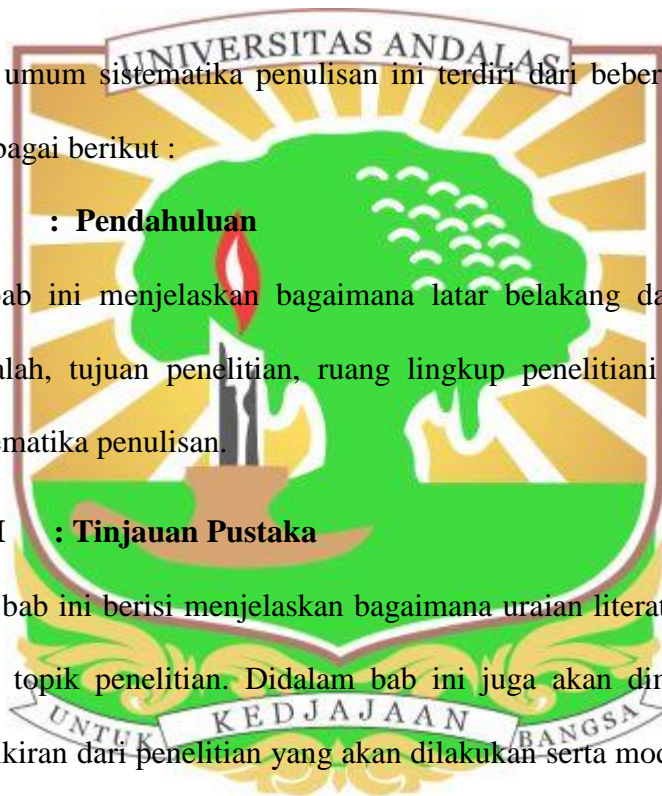 UNIVERSITAS ANDALAS
umum sistematika penulisan ini terdiri dari beber
bagai berikut :
: Pendahuluan
bab ini menjelaskan bagaimana latar belakang da
alah, tujuan penelitian, ruang lingkup penelitiani
ematika penulisan.
I : Tinjauan Pustaka
bab ini berisi menjelaskan bagaimana uraian literat
topik penelitian. Didalam bab ini juga akan din
UNTUK KEDJAJAAN BANGSA
kiran dari penelitian yang akan dilakukan serta mod